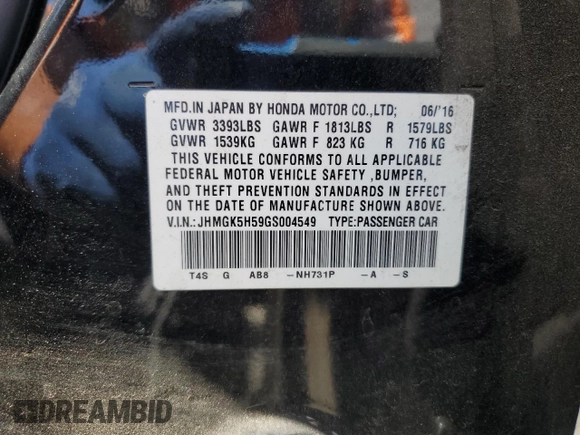 MFD.IN JAPAN BY HONDA MOTOR CO.,LTD; 06/'16
GVWR 3393LBS GAWR F 1813LBS R 1579LBS
GVWR 1539KG GAWR F 823 KG R 716 KG
THIS VEHICLE CONFORMS TO ALL APPLICABLE
FEDERAL MOTOR VEHICLE SAFETY ,BUMPER,
AND THEFT PREVENTION STANDARDS IN EFFECT
ON THE DATE OF MANUFACTURE SHOWN ABOVE.
V.I.N.: JHMGK5H59GS004549 TYPE:PASSENGER CAR
T4S G AB8 -NH731P -A -S
DREAMBID